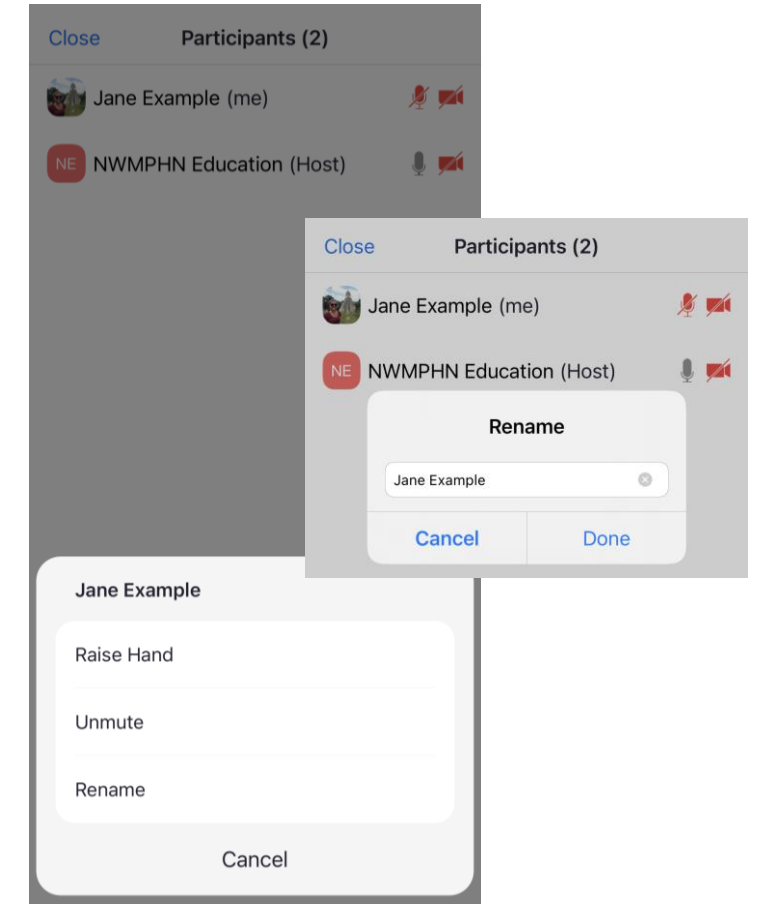 Close Participants (2)
Jane Example (me)
NE NWMPHN Education (Host)
Jane Example
Raise Hand
Unmute
Rename
Cancel
Close Participants (2)
Jane Example (me)
NE NWMPHN Education (Host)
Rename
Jane Example
Cancel Done